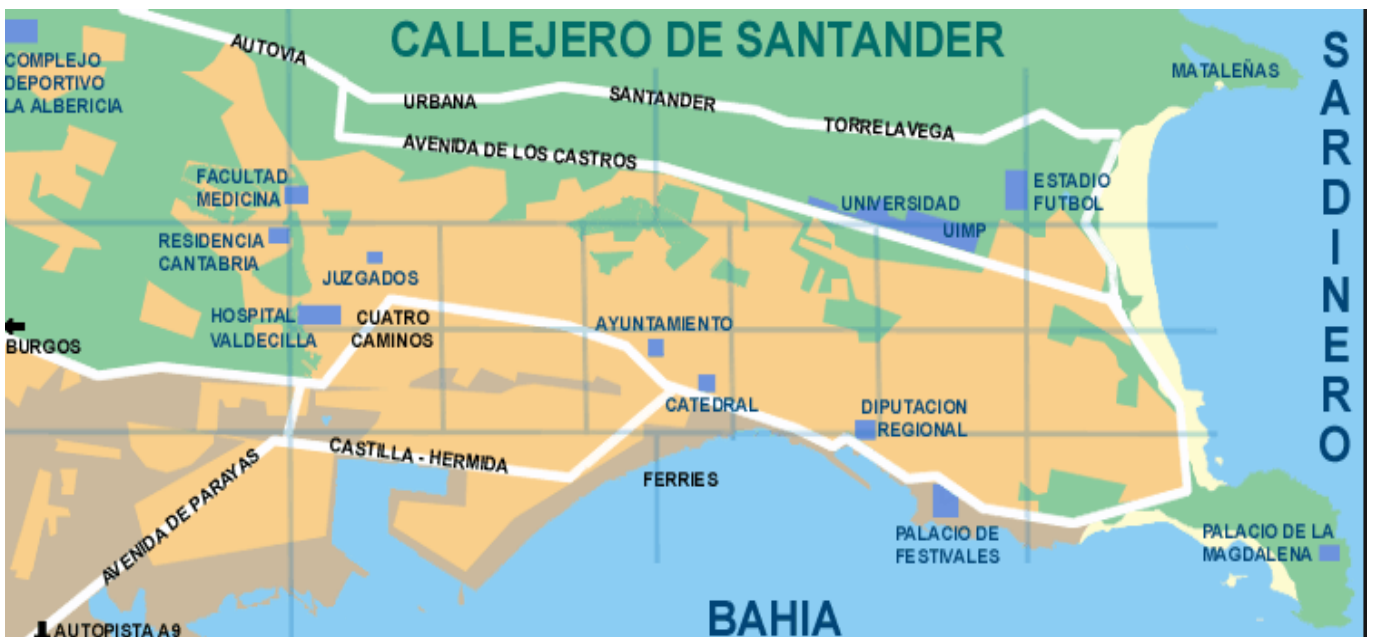 CALLEJERO DE SANTANDER
SARDINERO
COMPLEJO
DEPORTIVO
LA ALBERICIA
AUTOVIA
URBANA
SANTANDER
TORRELAVEGA
MATALEÑAS
AVENIDA DE LOS CASTROS
FACULTAD
MEDICINA
ESTADIO
FUTBOL
UNIVERSIDAD
UIMP
RESIDENCIA
CANTABRIA
JUZGADOS
HOSPITAL
VALDECILLA
CUATRO
CAMINOS
AYUNTAMIENTO
BURGOS
CATEDRAL
DIPUTACION
REGIONAL
CASTILLA - HERMIDA
FERRIES
AVENIDA DE PARAYAS
PALACIO DE
FESTIVALES
PALACIO DE LA
MAGDALENA
BAHIA
AUTOPISTA A9